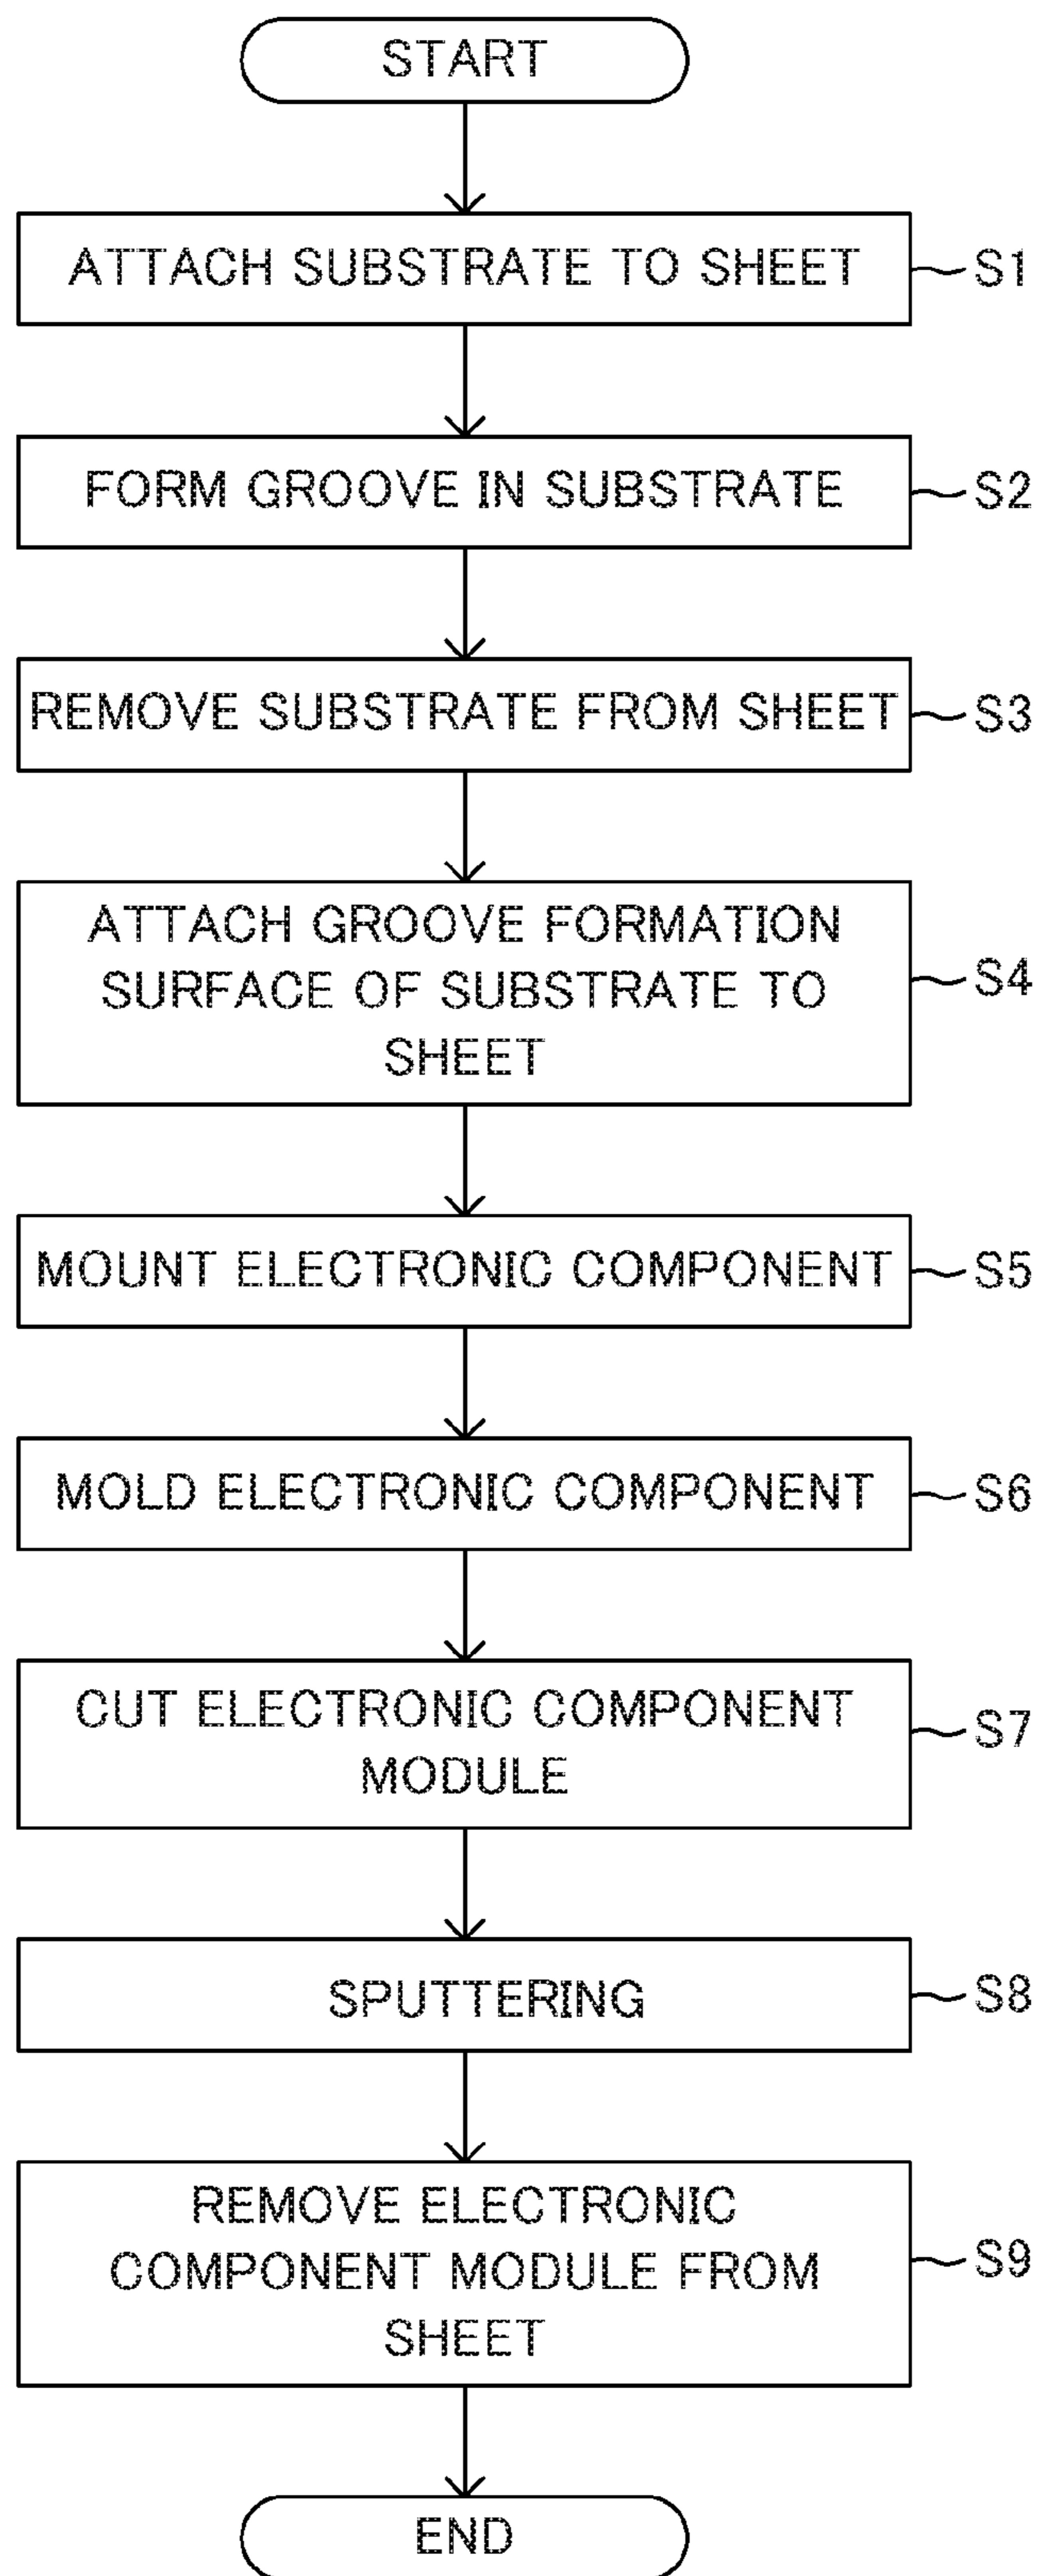 START
ATTACH SUBSTRATE TO SHEET
S1
FORM GROOVE IN SUBSTRATE
S2
REMOVE SUBSTRATE FROM SHEET
S3
ATTACH GROOVE FORMATION
SURFACE OF SUBSTRATE TO
SHEET
S4
MOUNT ELECTRONIC COMPONENT
S5
MOLD ELECTRONIC COMPONENT
S6
CUT ELECTRONIC COMPONENT
MODULE
S7
SPUTTERING
S8
REMOVE ELECTRONIC
COMPONENT MODULE FROM
SHEET
S9
END